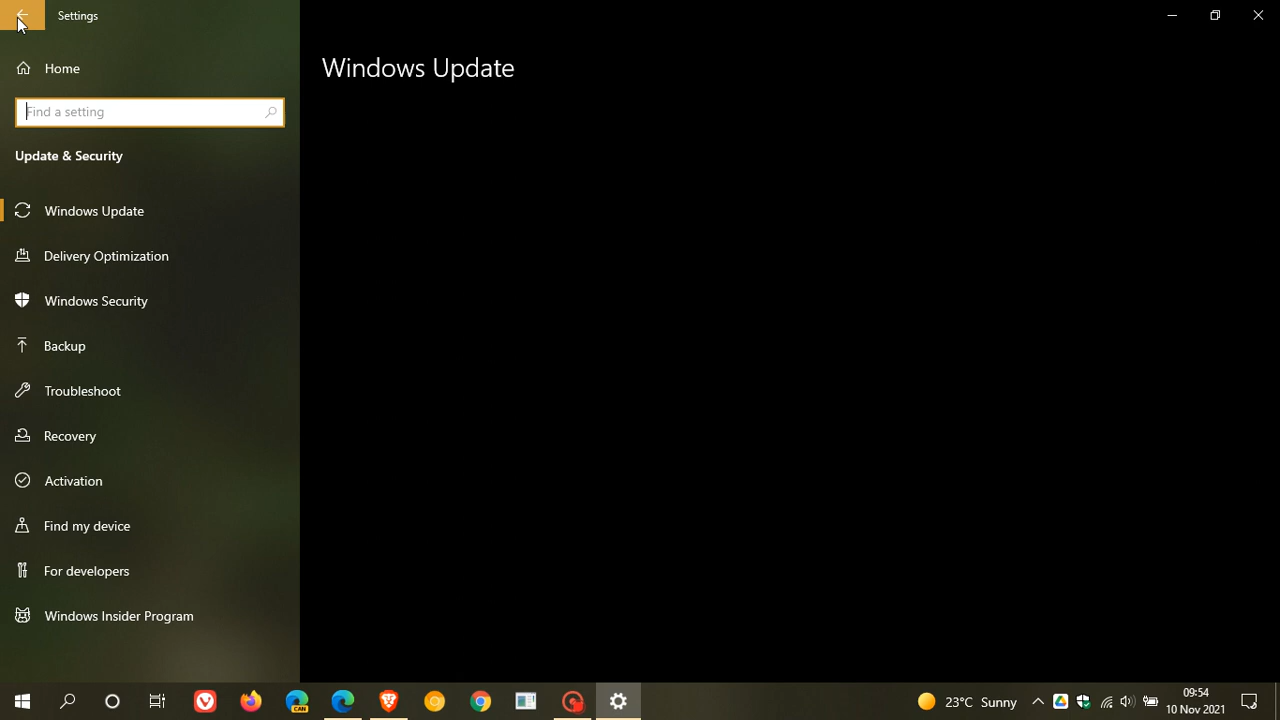 Settings
Home
Find a setting
Update & Security
Windows Update
Delivery Optimization
Windows Security
Backup
Troubleshoot
Recovery
Activation
Find my device
For developers
Windows Insider Program
Windows Update
CAN
23°C Sunny
09:54
10 Nov 2021